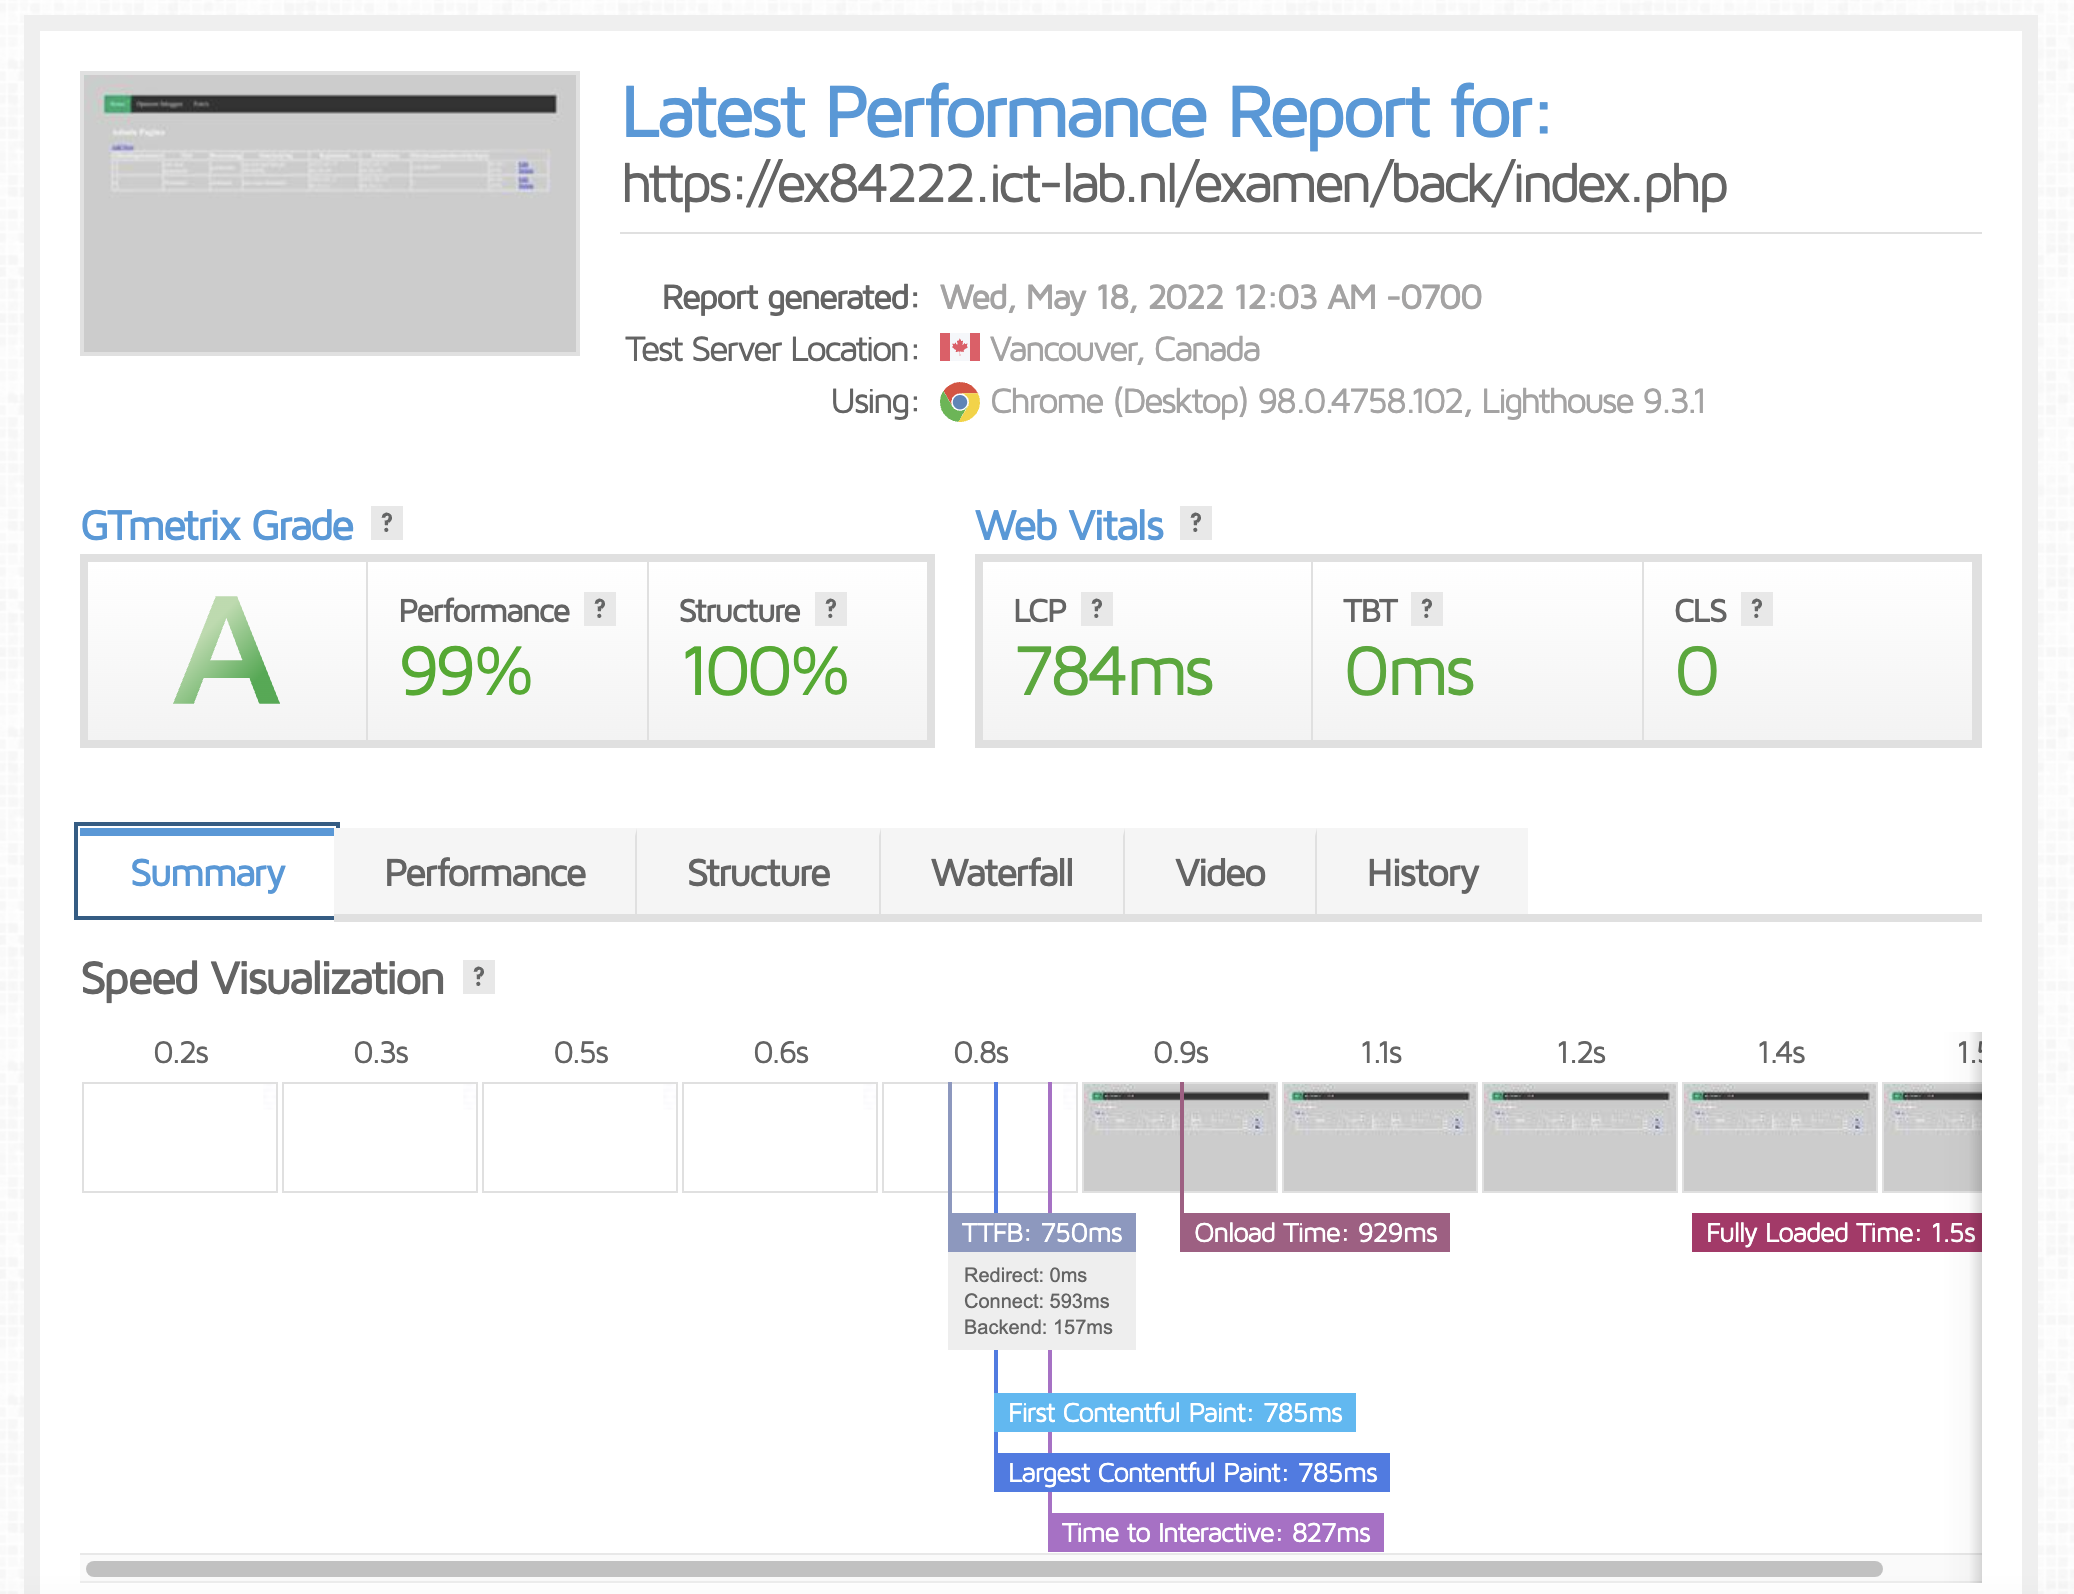 Latest Performance Report for:
https://ex84222.ict-lab.nl/examen/back/index.php
Report generated: Wed, May 18, 2022 12:03 AM -0700
Test Server Location: Vancouver, Canada
Using: Chrome (Desktop) 98.0.4758.102, Lighthouse 9.3.1
GTmetrix Grade ?
A
Performance ?
99%
Structure ?
100%
Web Vitals ?
LCP ?
784ms
TBT ?
0ms
CLS ?
0
Summary Performance Structure Waterfall Video History
Speed Visualization ?
0.2s 0.3s 0.5s 0.6s 0.8s 0.9s 1.1s 1.2s 1.4s
TTFB: 750ms
Redirect: 0ms
Connect: 593ms
Backend: 157ms
Onload Time: 929ms
Fully Loaded Time: 1.5s
First Contentful Paint: 785ms
Largest Contentful Paint: 785ms
Time to Interactive: 827ms